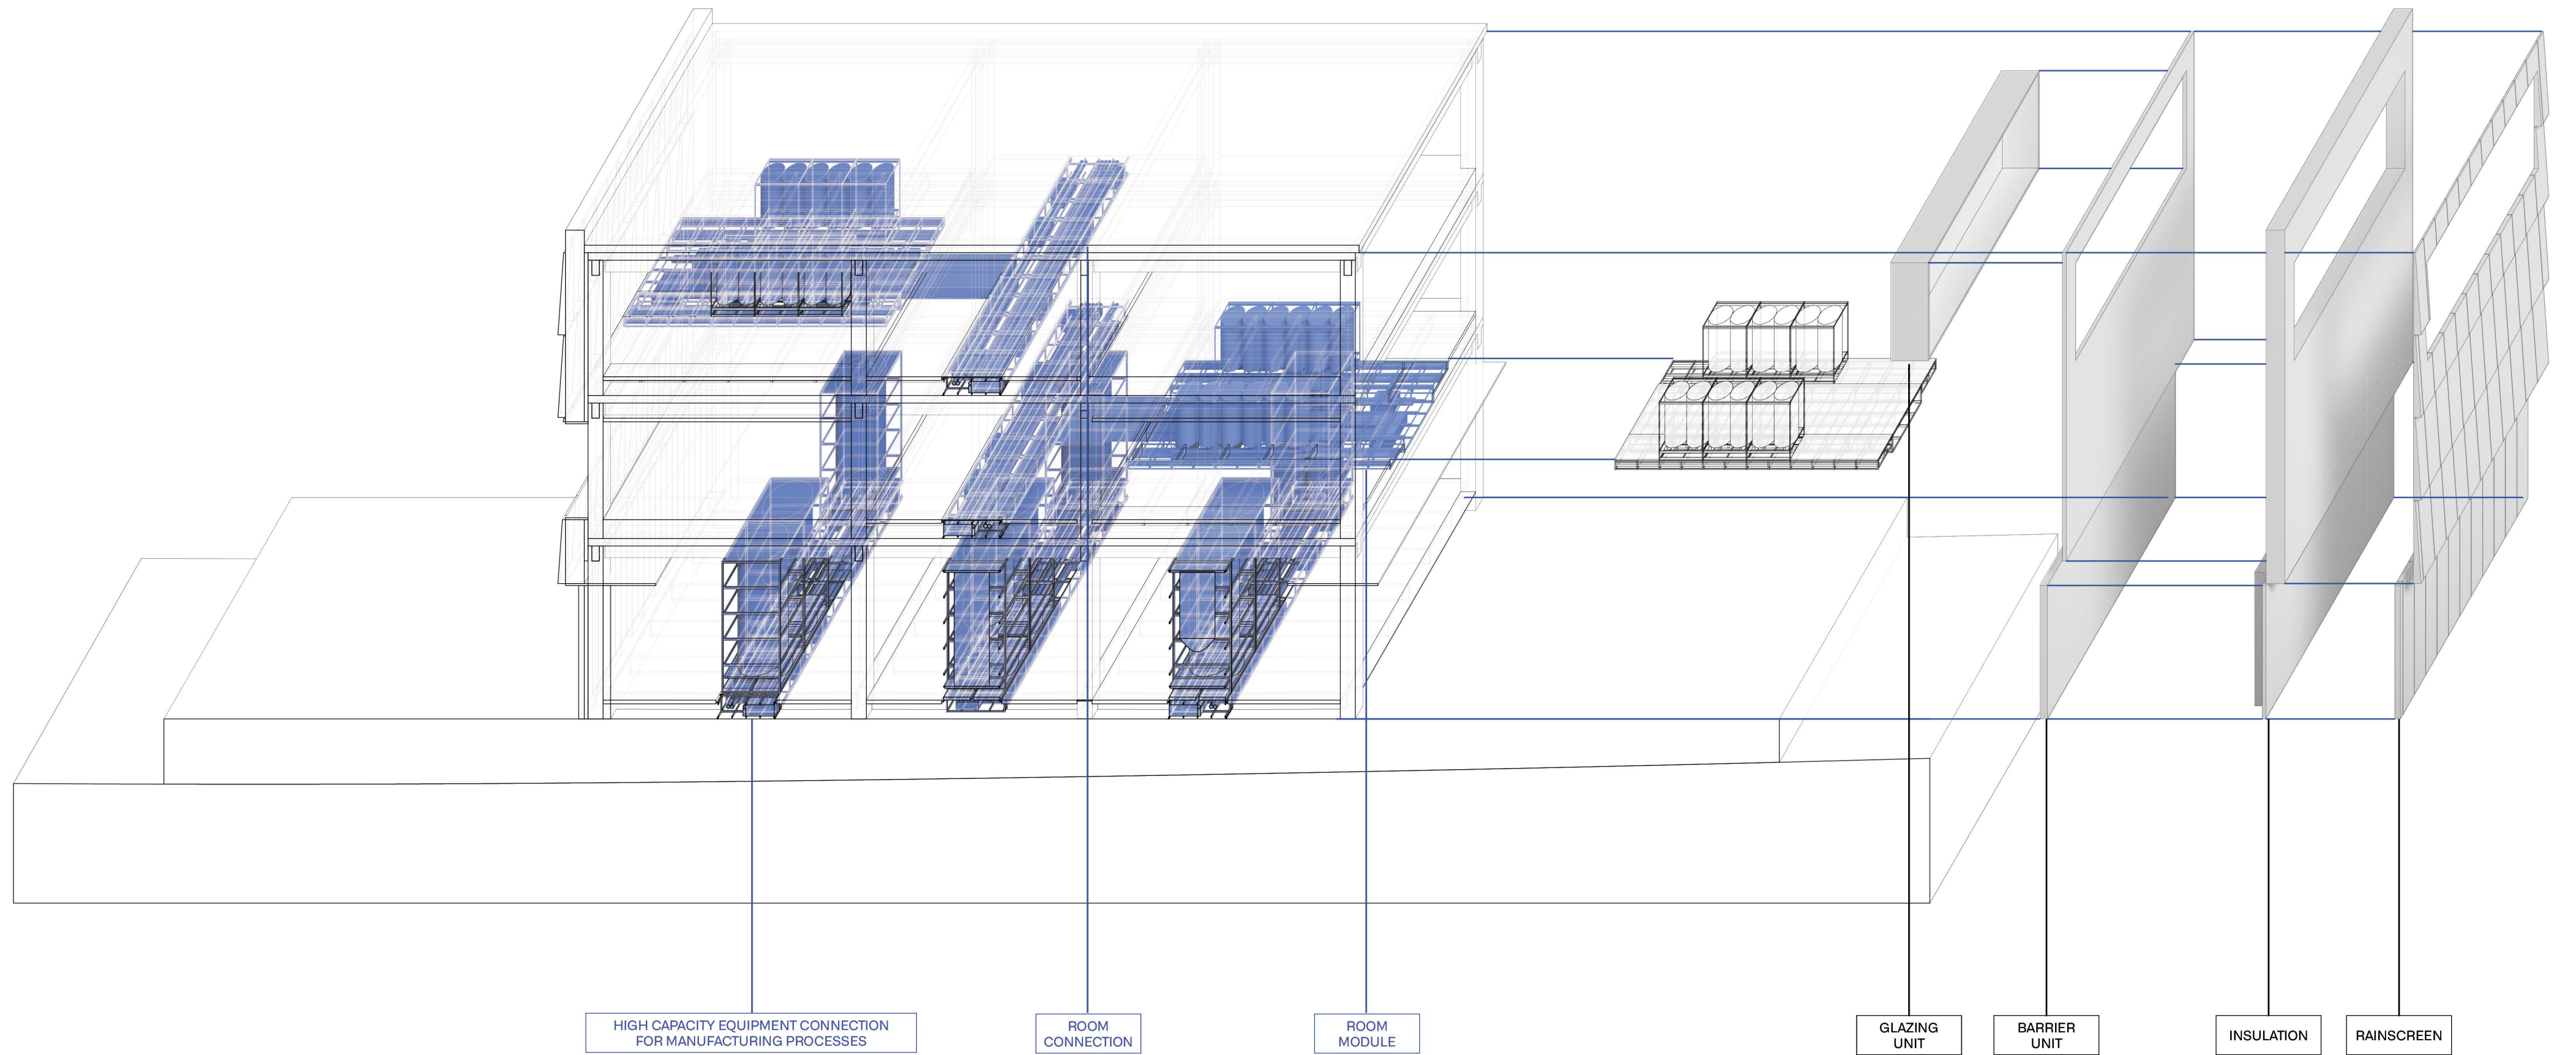 HIGH CAPACITY EQUIPMENT CONNECTION
FOR MANUFACTURING PROCESSES
ROOM
CONNECTION
ROOM
MODULE
GLAZING
UNIT
BARRIER
UNIT
INSULATION
RAINSCREEN